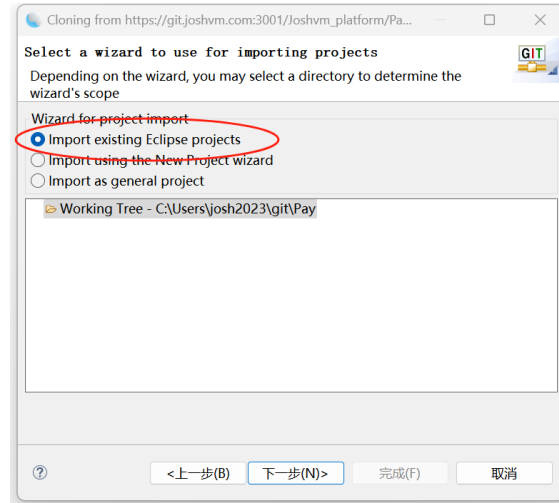 Cloning from https://git.joshvm.com:3001/Joshvm_platform/Pa...
Select a wizard to use for importing projects
GIT
Depending on the wizard, you may select a directory to determine the
wizard's scope
Wizard for project import
Import existing Eclipse projects
Import using the New Project wizard
Import as general project
Working Tree - C:\Users\josh2023\git\Pay
?
<上一步(B)
下一步(N)>
完成(F)
取消